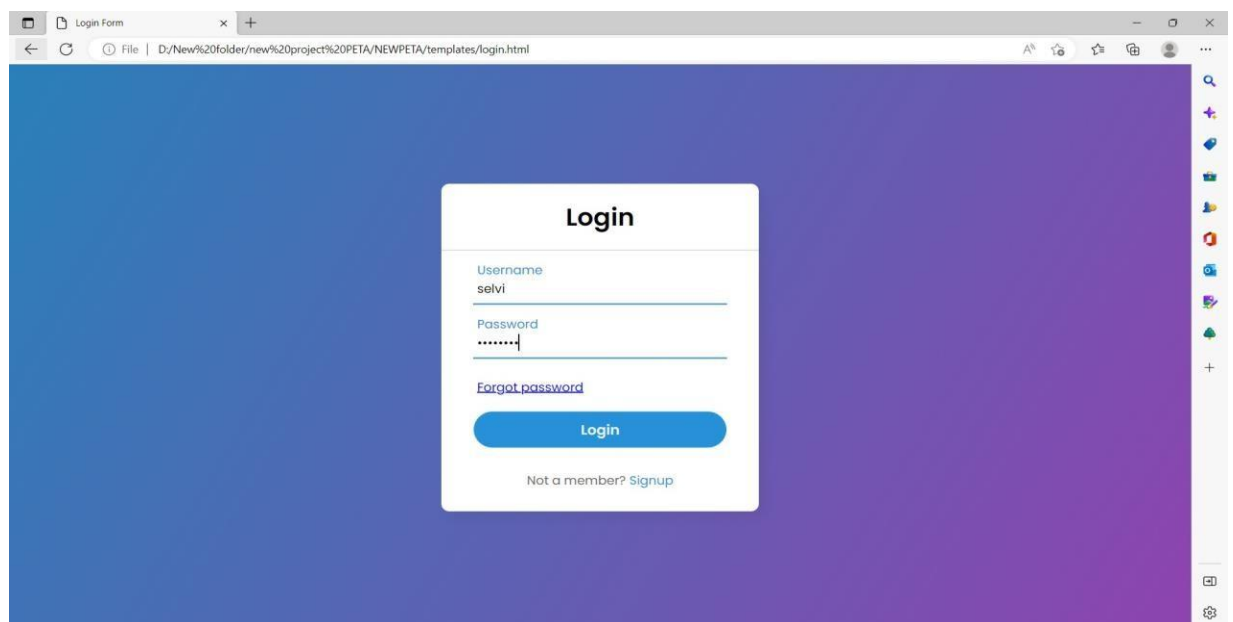 Login Form
File | D:/New%20folder/new%20project%20PETA/NEWPETA/templates/login.html
Login
Username
selvi
Password
••••••••
Forgot password
Login
Not a member? Signup